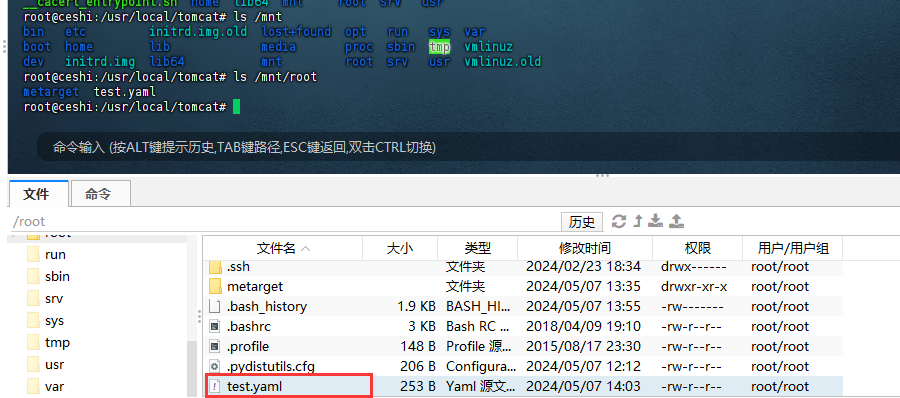 __cacert_entrypoint.sh home lib64 mnt root srv usr
root@ceshi:/usr/local/tomcat# ls /mnt
bin etc initrd.img.old lost+found opt run sys var
boot home lib media proc sbin tmp vmlinuz
dev initrd.img lib64 mnt root srv usr vmlinuz.old
root@ceshi:/usr/local/tomcat# ls /mnt/root
metarget test.yaml
root@ceshi:/usr/local/tomcat#
命令输入 (按ALT键提示历史,TAB键路径,ESC键返回,双击CTRL切换)
文件 命令
/root 历史
root
run
sbin
srv
sys
tmp
usr
var
文件名 大小 类型 修改时间 权限 用户/用户组
.ssh 文件夹 2024/02/23 18:34 drwx------ root/root
metarget 文件夹 2024/05/07 13:35 drwxr-xr-x root/root
.bash_history 1.9 KB BASH_HI... 2024/05/07 13:55 -rw------- root/root
.bashrc 3 KB Bash RC ... 2018/04/09 19:10 -rw-r--r-- root/root
.profile 148 B Profile 源... 2015/08/17 23:30 -rw-r--r-- root/root
.pydistutils.cfg 206 B Configura... 2024/05/07 12:12 -rw-r--r-- root/root
test.yaml 253 B Yaml 源文... 2024/05/07 14:03 -rw-r--r-- root/root